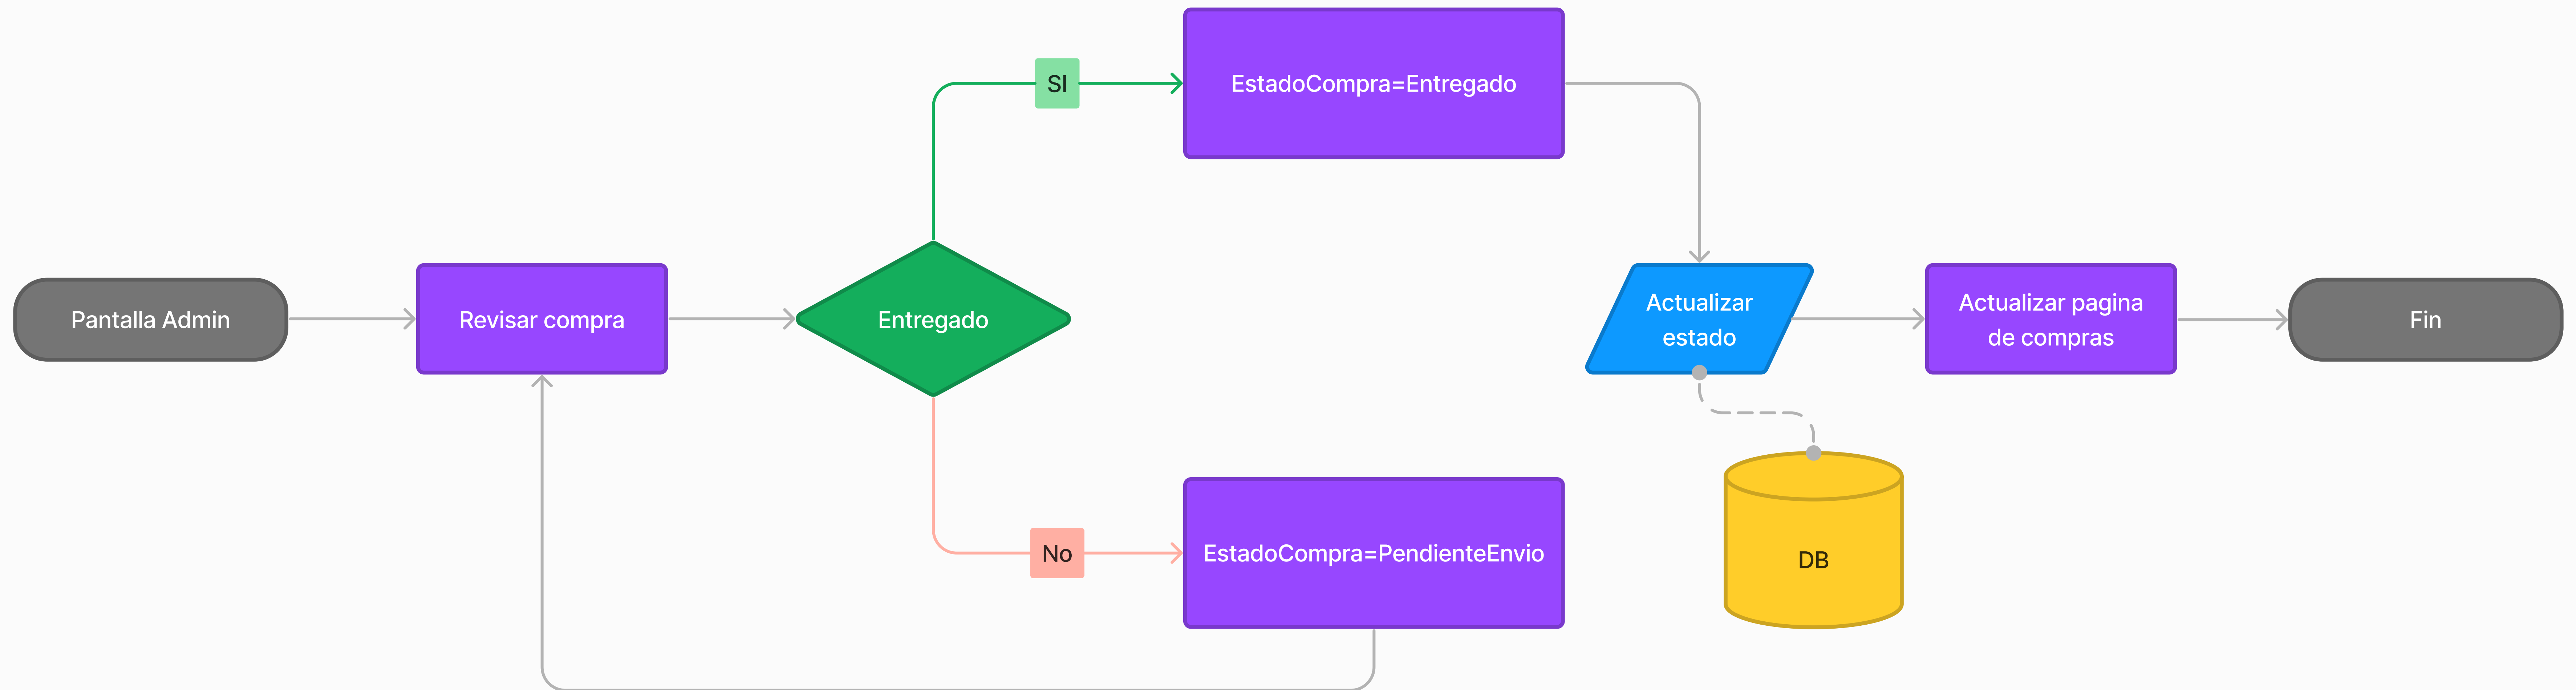 SI
EstadoCompra=Entregado
Pantalla Admin
Revisar compra
Entregado
Actualizar
estado
Actualizar pagina
de compras
Fin
No
EstadoCompra=PendienteEnvio
DB